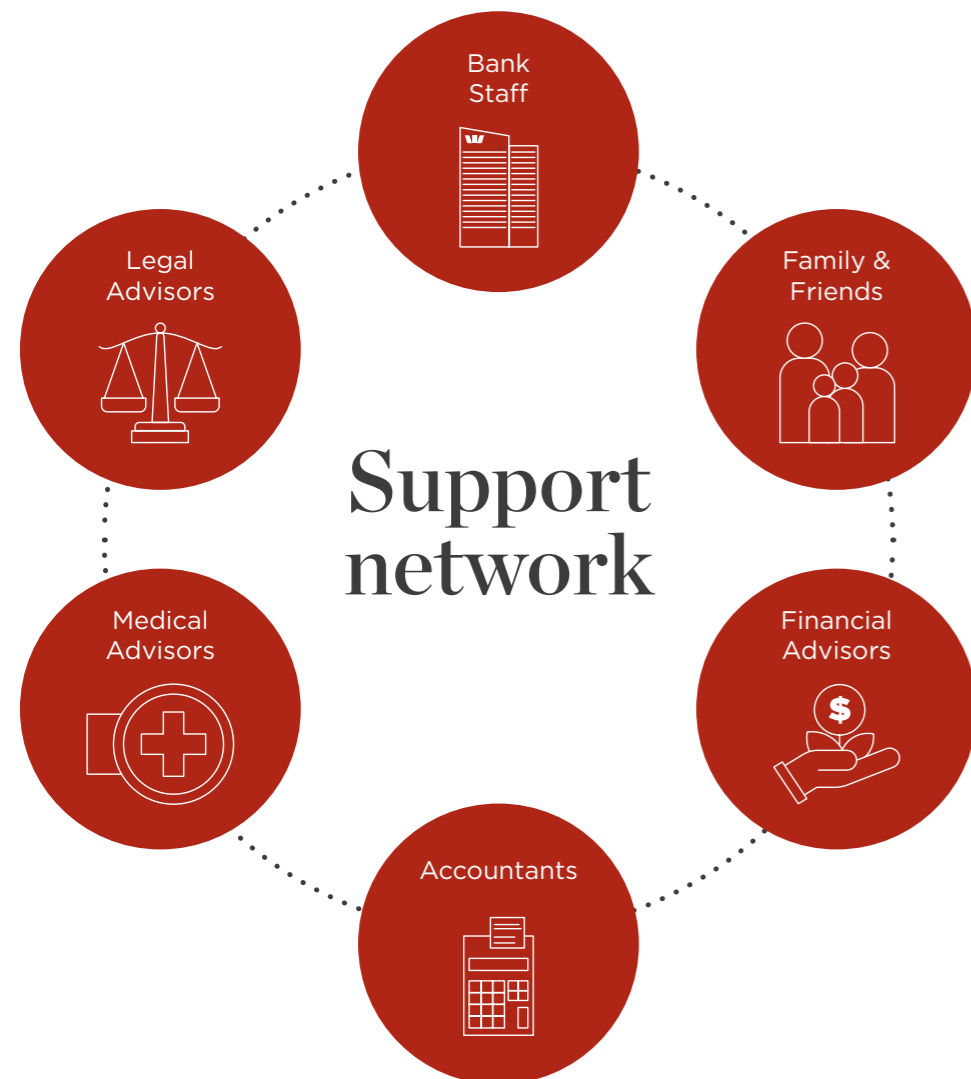 Bank
Staff
Family &
Friends
Financial
Advisors
$
Accountants
Medical
Advisors
Legal
Advisors
Support
network